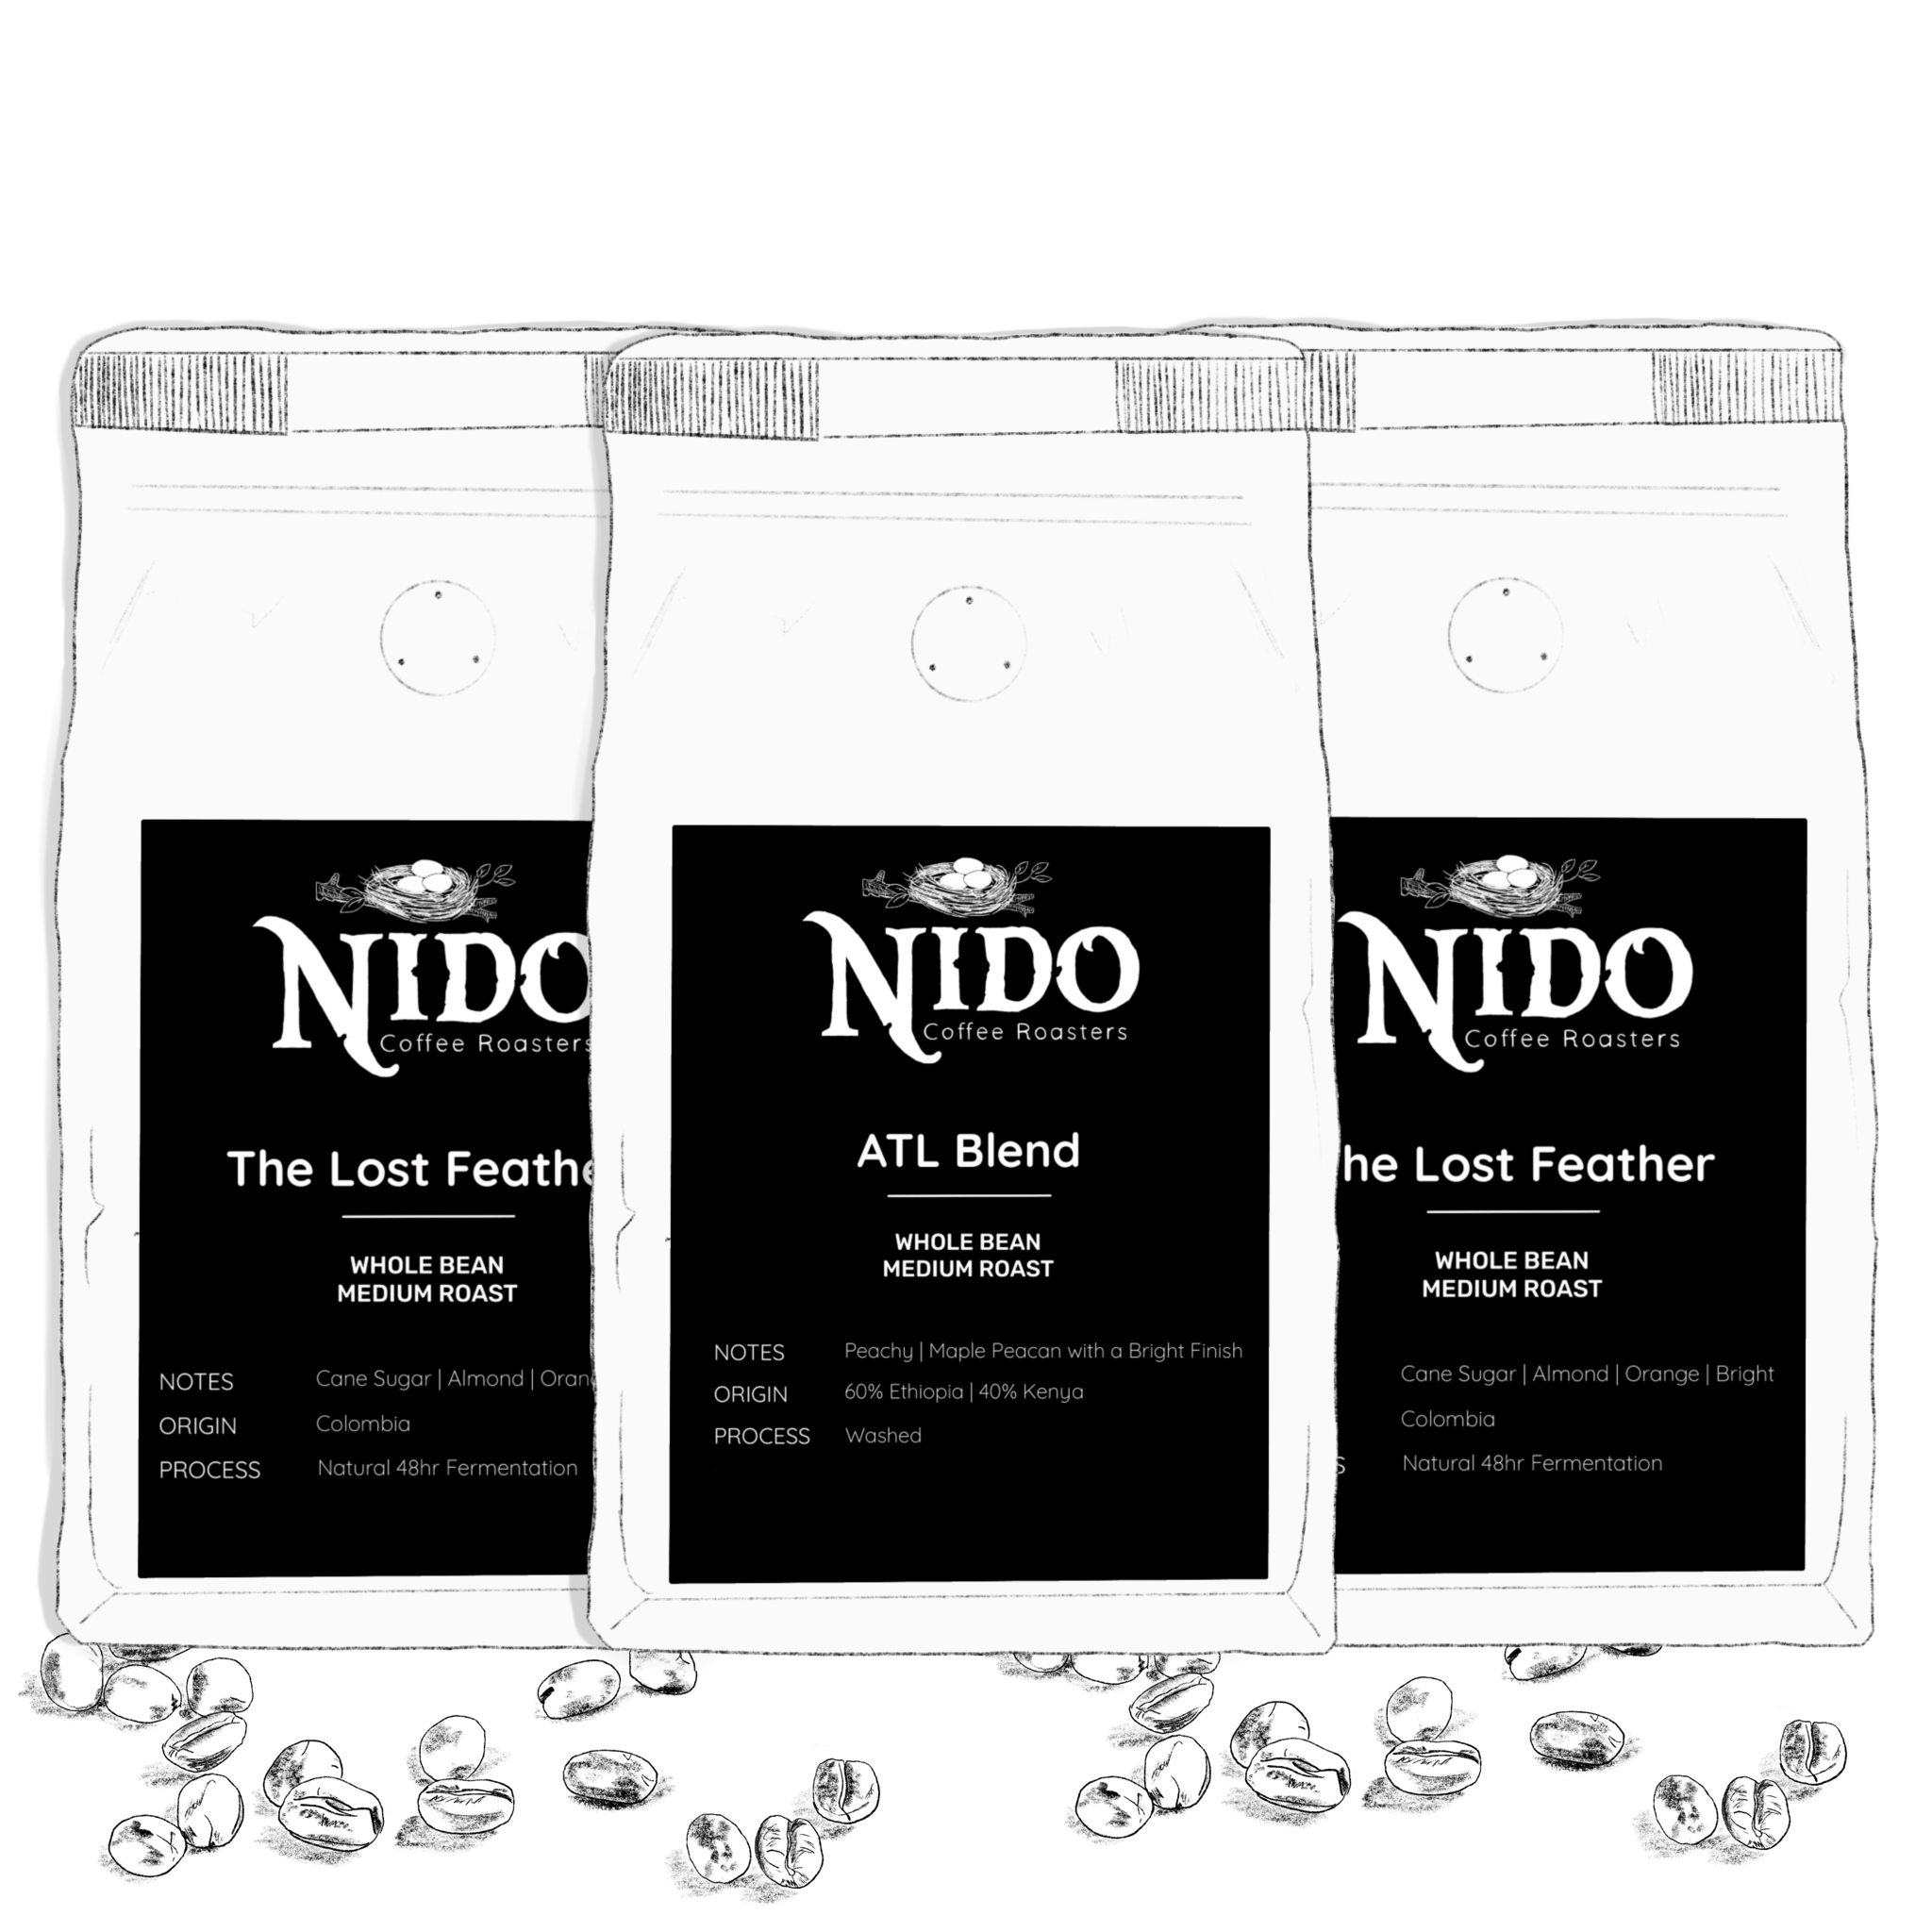 NIDO
Coffee Roasters
The Lost Feathe
WHOLE BEAN
MEDIUM ROAST
NOTES Cane Sugar | Almond | Oran
ORIGIN Colombia
PROCESS Natural 48hr Fermentation
NIDO
Coffee Roasters
ATL Blend
WHOLE BEAN
MEDIUM ROAST
NOTES Peachy | Maple Peacan with a Bright Finish
ORIGIN 60% Ethiopia | 40% Kenya
PROCESS Washed
NIDO
Coffee Roasters
he Lost Feather
WHOLE BEAN
MEDIUM ROAST
Cane Sugar | Almond | Orange | Bright
Colombia
S Natural 48hr Fermentation